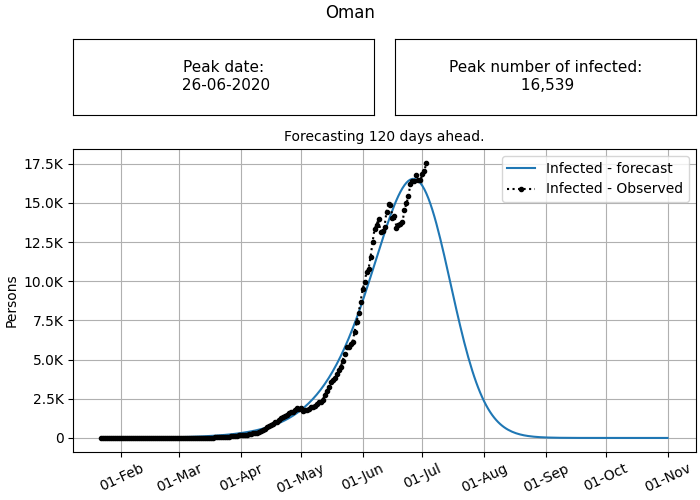 Oman
Peak date:
26-06-2020
Peak number of infected:
16,539
Forecasting 120 days ahead.
Infected - forecast
Infected - Observed
Persons
17.5K
15.0K
12.5K
10.0K
7.5K
5.0K
2.5K
0
01-Feb
01-Mar
01-Apr
01-May
01-Jun
01-Jul
01-Aug
01-Sep
01-Oct
01-Nov